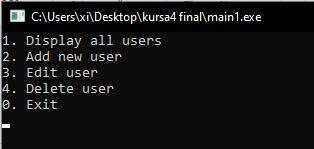 C:\Users\xi\Desktop\kursa4 final\main1.exe
1. Display all users
2. Add new user
3. Edit user
4. Delete user
0. Exit